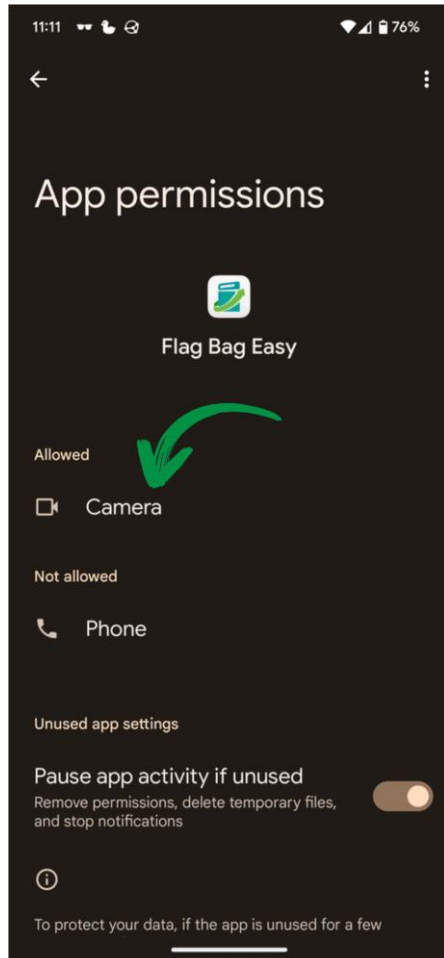 11:11
76%
App permissions
Flag Bag Easy
Allowed
Camera
Not allowed
Phone
Unused app settings
Pause app activity if unused
Remove permissions, delete temporary files,
and stop notifications
To protect your data, if the app is unused for a few